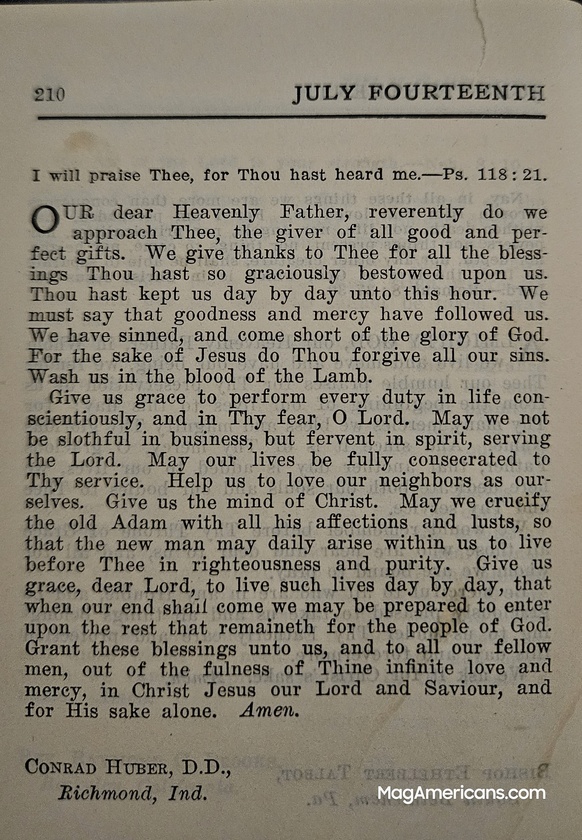 210 JULY FOURTEENTH
I will praise Thee, for Thou hast heard me.—Ps. 118 : 21.
OUR dear Heavenly Father, reverently do we
approach Thee, the giver of all good and per-
fect gifts. We give thanks to Thee for all the bless-
ings Thou hast so graciously bestowed upon us.
Thou hast kept us day by day unto this hour. We
must say that goodness and mercy have followed us.
We have sinned, and come short of the glory of God.
For the sake of Jesus do Thou forgive all our sins.
Wash us in the blood of the Lamb.
Give us grace to perform every duty in life con-
scientiously, and in Thy fear, O Lord. May we not
be slothful in business, but fervent in spirit, serving
the Lord. May our lives be fully consecrated to
Thy service. Help us to love our neighbors as our-
selves. Give us the mind of Christ. May we crucify
the old Adam with all his affections and lusts, so
that the new man may daily arise within us to live
before Thee in righteousness and purity. Give us
grace, dear Lord, to live such lives day by day, that
when our end shall come we may be prepared to enter
upon the rest that remaineth for the people of God.
Grant these blessings unto us, and to all our fellow
men, out of the fulness of Thine infinite love and
mercy, in Christ Jesus our Lord and Saviour, and
for His sake alone. Amen.
CONRAD HUBER, D.D.,
Richmond, Ind.
MagAmericans.com